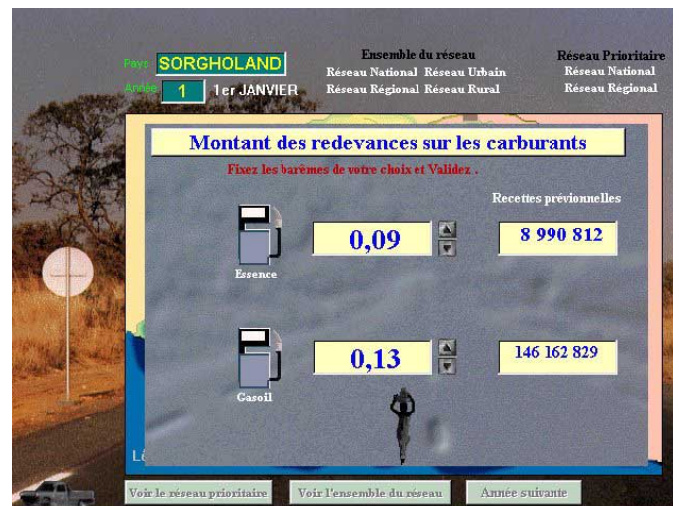 Pays SORGHOLAND
Année 1 1er JANVIER
Ensemble du réseau
Réseau National Réseau Urbain
Réseau Régional Réseau Rural
Réseau Prioritaire
Réseau National
Réseau Régional
Montant des redevances sur les carburants
Fixez les barèmes de votre choix et Validez .
Recettes prévionnelles
0,09
8 990 812
Essence
0,13
146 162 829
Gasoil
Voir le réseau prioritaire
Voir l'ensemble du réseau
Année suivante